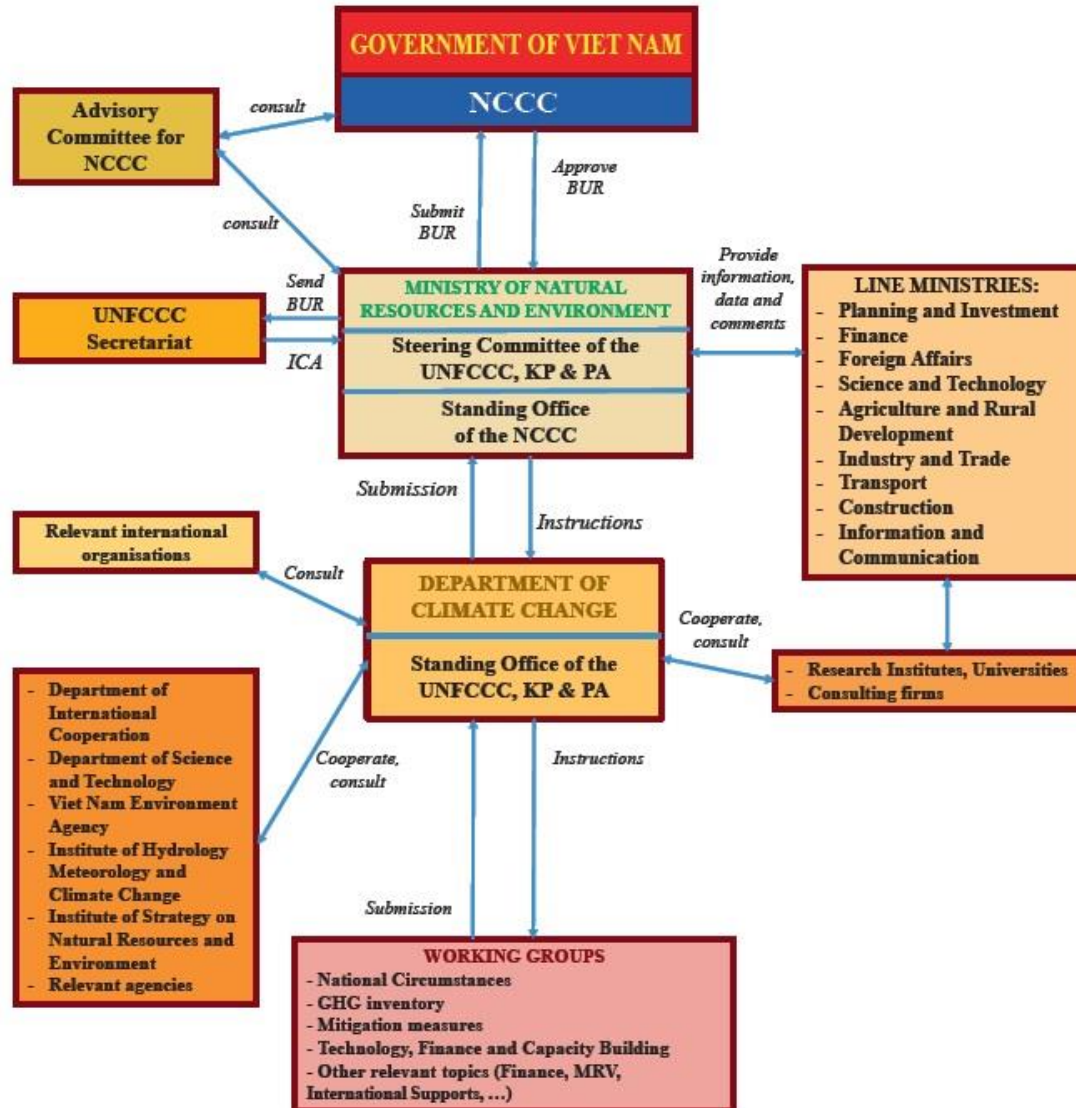 GOVERNMENT OF VIET NAM
NCCC
Advisory
Committee for
NCCC
consult
consult
Submit
BUR
Approve
BUR
Send
BUR
ICA
UNFCCC
Secretariat
MINISTRY OF NATURAL
RESOURCES AND ENVIRONMENT
Steering Committee of the
UNFCCC, KP & PA
Standing Office
of the NCCC
Provide
information,
data and
comments
LINE MINISTRIES:
- Planning and Investment
- Finance
- Foreign Affairs
- Science and Technology
- Agriculture and Rural
Development
- Industry and Trade
- Transport
- Construction
- Information and
Communication
Submission
Instructions
Relevant international
organisations
Consult
DEPARTMENT OF
CLIMATE CHANGE
Standing Office of the
UNFCCC, KP & PA
Cooperate,
consult
- Research Institutes, Universities
- Consulting firms
- Department of
International
Cooperation
- Department of Science
and Technology
- Viet Nam Environment
Agency
- Institute of Hydrology
Meteorology and
Climate Change
- Institute of Strategy on
Natural Resources and
Environment
- Relevant agencies
Cooperate,
consult
Instructions
Submission
WORKING GROUPS
- National Circumstances
- GHG inventory
- Mitigation measures
- Technology, Finance and Capacity Building
- Other relevant topics (Finance, MRV,
International Supports, ...)